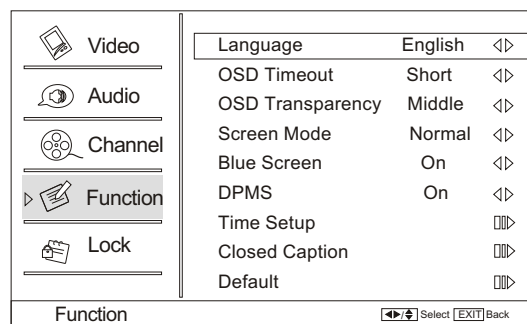 Video
Audio
Channel
Function
Lock
Language English
OSD Timeout Short
OSD Transparency Middle
Screen Mode Normal
Blue Screen On
DPMS On
Time Setup
Closed Caption
Default
Function Select EXIT Back